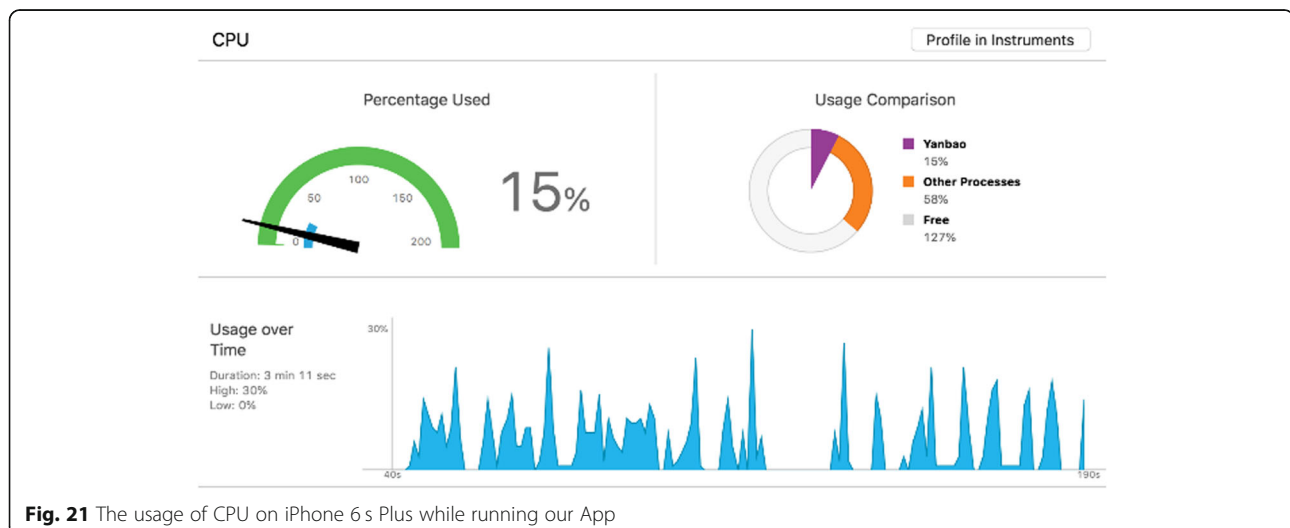 CPU
Profile in Instruments
Percentage Used
0
50
100
150
200
15%
Usage Comparison
Yanbao
15%
Other Processes
58%
Free
127%
Usage over
Time
Duration: 3 min 11 sec
High: 30%
Low: 0%
30%
40s
190s
Fig. 21 The usage of CPU on iPhone 6 s Plus while running our App